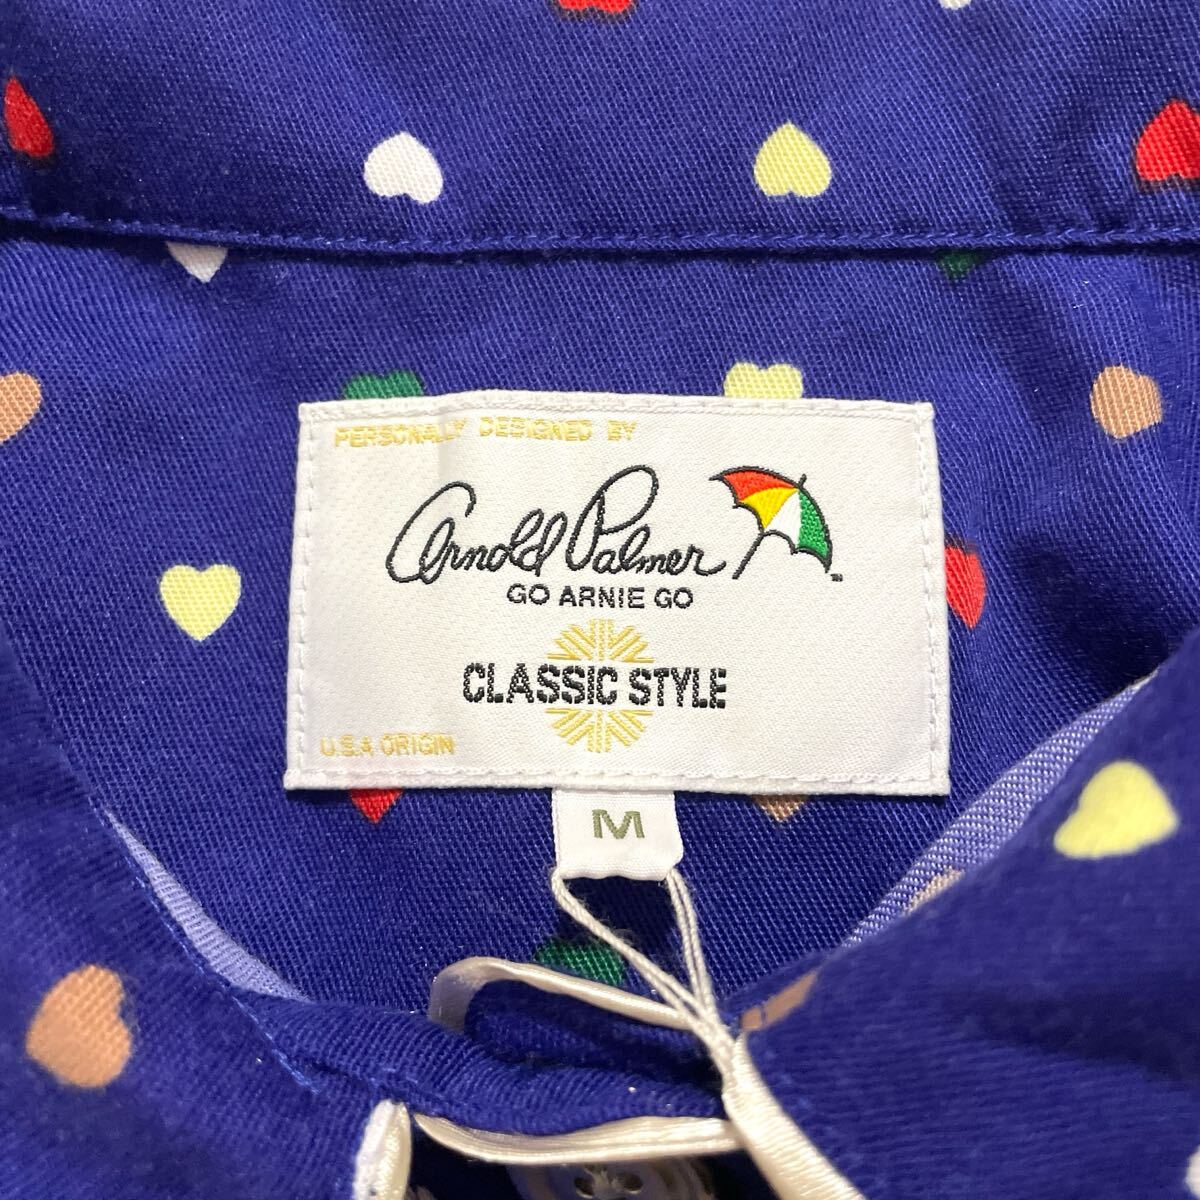 PERSONALLY DESIGNED BY
Arnold Palmer
GO ARNIE GO
CLASSIC STYLE
U.S.A ORIGIN
M